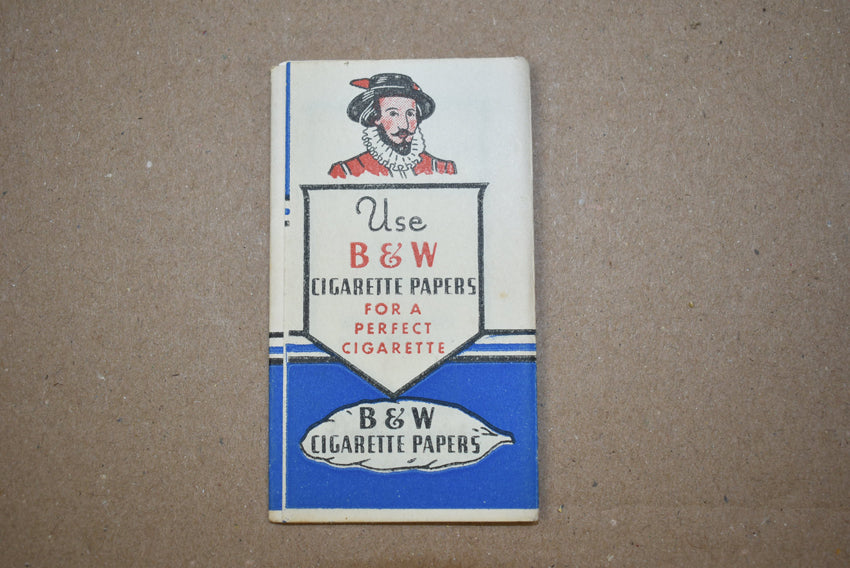 Use
B & W
CIGARETTE PAPERS
FOR A
PERFECT
CIGARETTE
B & W
CIGARETTE PAPERS